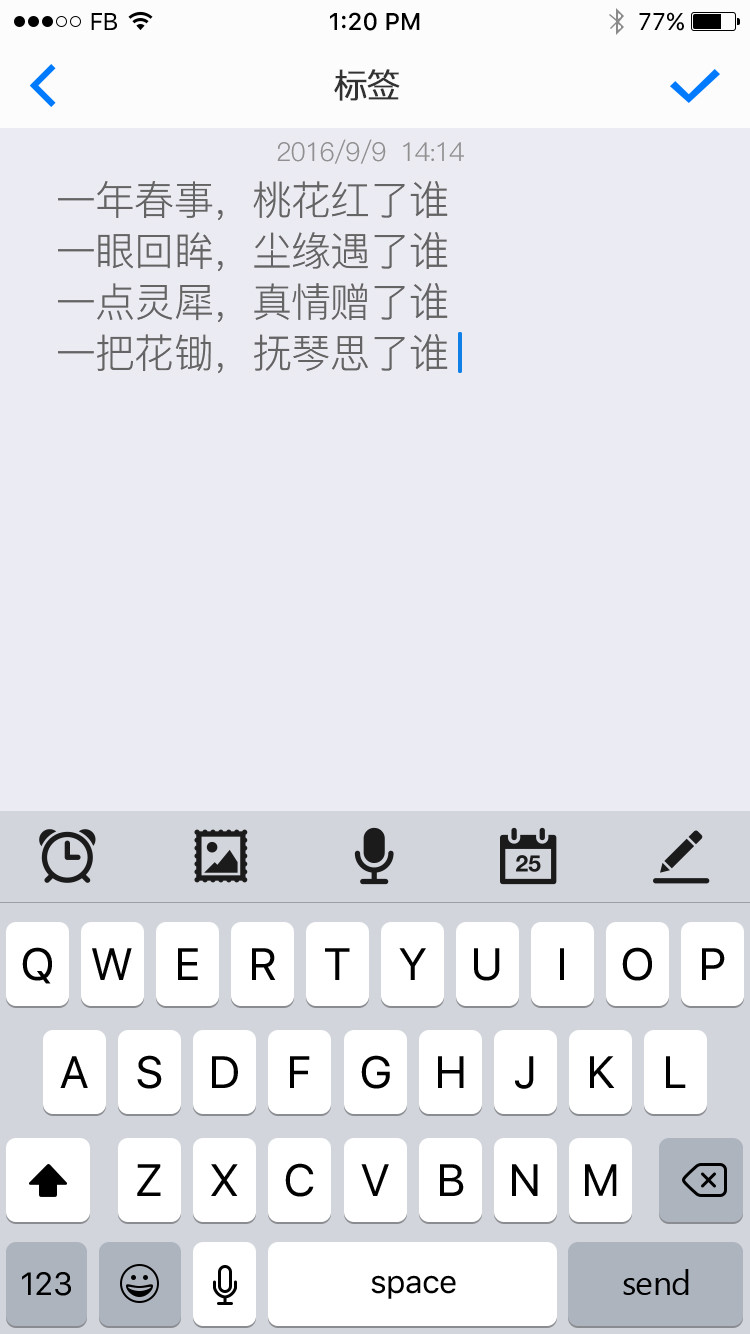 FB 1:20 PM 77%
标签
2016/9/9 14:14
一年春事，桃花红了谁
一眼回眸，尘缘遇了谁
一点灵犀，真情赠了谁
一把花锄，抚琴思了谁
25
Q W E R T Y U I O P
A S D F G H J K L
Z X C V B N M
123 space send